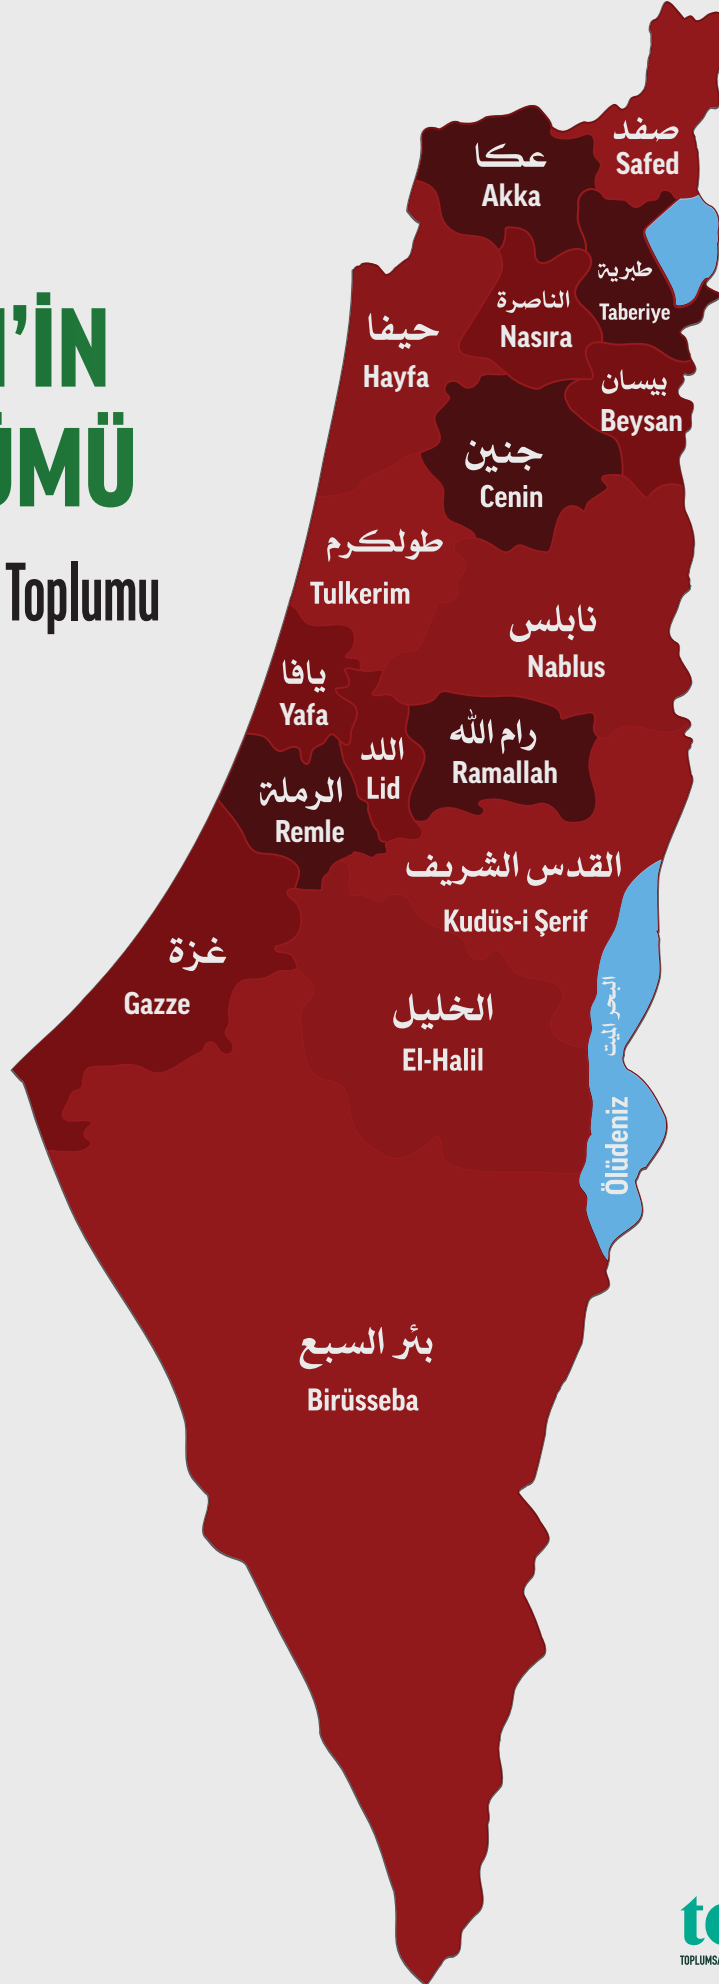 ’İN
ÜMÜ
Toplumu
صفد
Safed
عكا
Akka
طبرية
Taberiye
الناصرة
Nasıra
حيفا
Hayfa
بيسان
Beysan
جنين
Cenin
طولكرم
Tulkerim
نابلس
Nablus
يافا
Yafa
اللد
Lid
رام الله
Ramallah
الرملة
Remle
القدس الشريف
Kudüs-i Şerif
غزة
Gazze
الخليل
El-Halil
البحر الميت
Ölüdeniz
بئر السبع
Birüsseba
te
TOPLUMSA